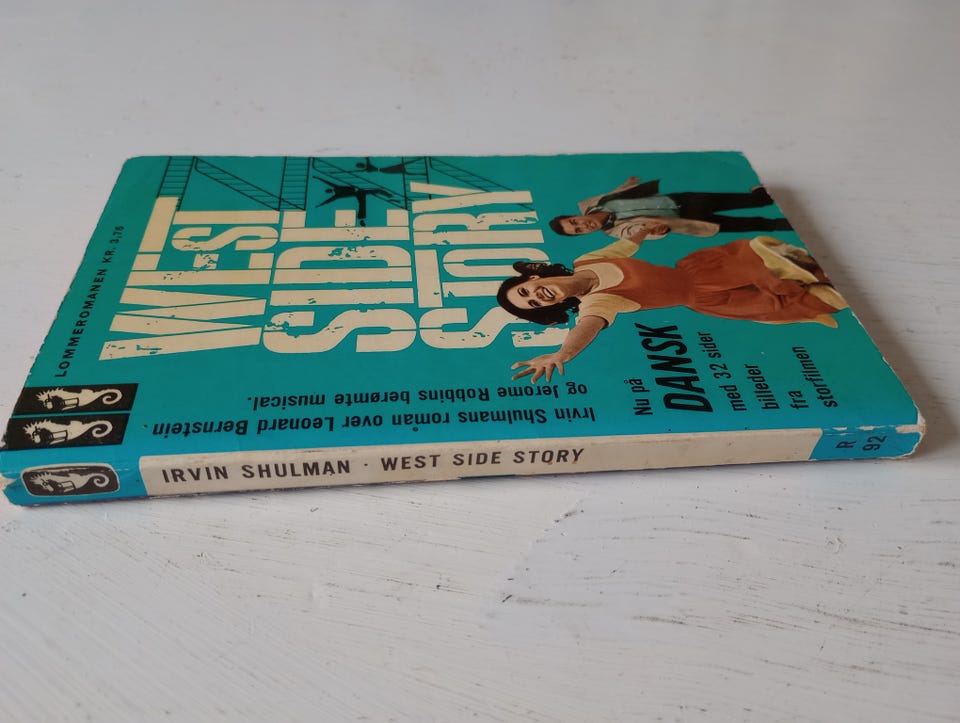 LOMMEROMANEN KR. 3,75
WEST
SIDE
STORY
Nu på
DANSK
med 32 sider
billeder
fra
storfilmen
Irvin Shulmans roman over Leonard Bernstein
og Jerome Robbins berømte musical.
IRVIN SHULMAN · WEST SIDE STORY
R
92